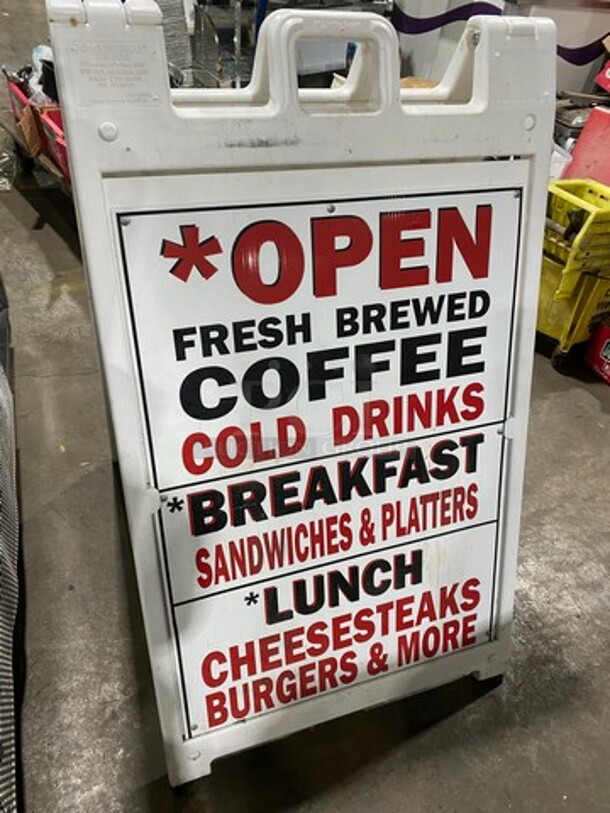 *OPEN
FRESH BREWED
COFFEE
COLD DRINKS
*BREAKFAST
SANDWICHES & PLATTERS
*LUNCH
CHEESESTEAKS
BURGERS & MORE